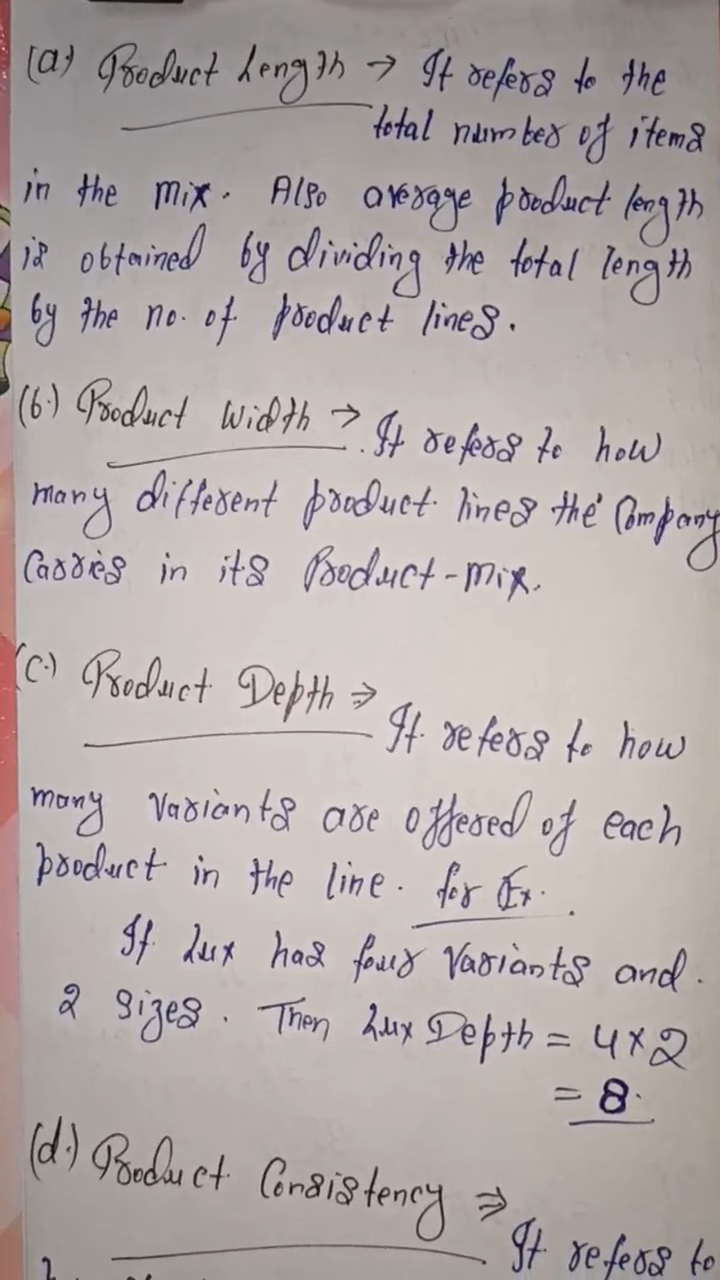 (a) Product Length → It refers to the
total number of items
in the mix. Also average product length
is obtained by dividing the total length
by the no. of product lines.
(b.) Product Width → It refers to how
many different product lines the Company
Carries in its Product-mix.
(c.) Product Depth ⇒
It refers to how
many variants are offered of each
product in the line. for Ex.
If Lux has four Variants and
2 sizes. Then Lux Depth = 4×2
= 8.
(d.) Product Consistency ⇒
It refers to